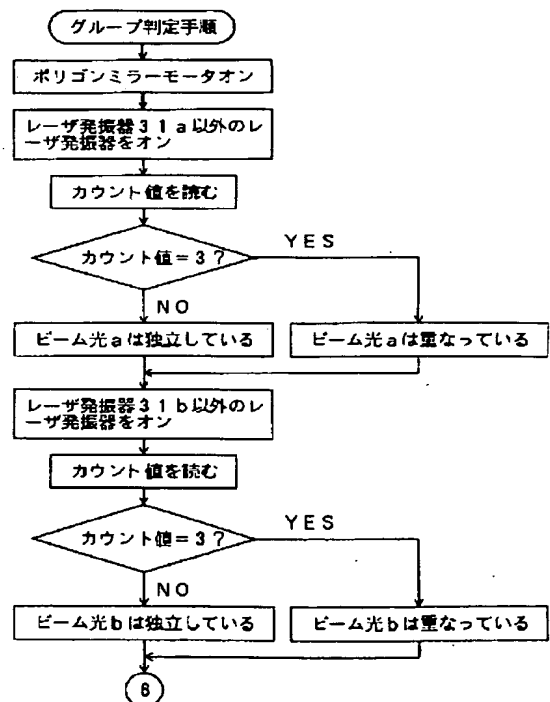 グループ判定手順
ポリゴンミラーモータオン
レーザ発振器31a以外のレ
ーザ発振器をオン
カウント値を読む
カウント値=3?
YES
NO
ビーム光aは独立している
ビーム光aは重なっている
レーザ発振器31b以外のレ
ーザ発振器をオン
カウント値を読む
カウント値=3?
YES
NO
ビーム光bは独立している
ビーム光bは重なっている
8